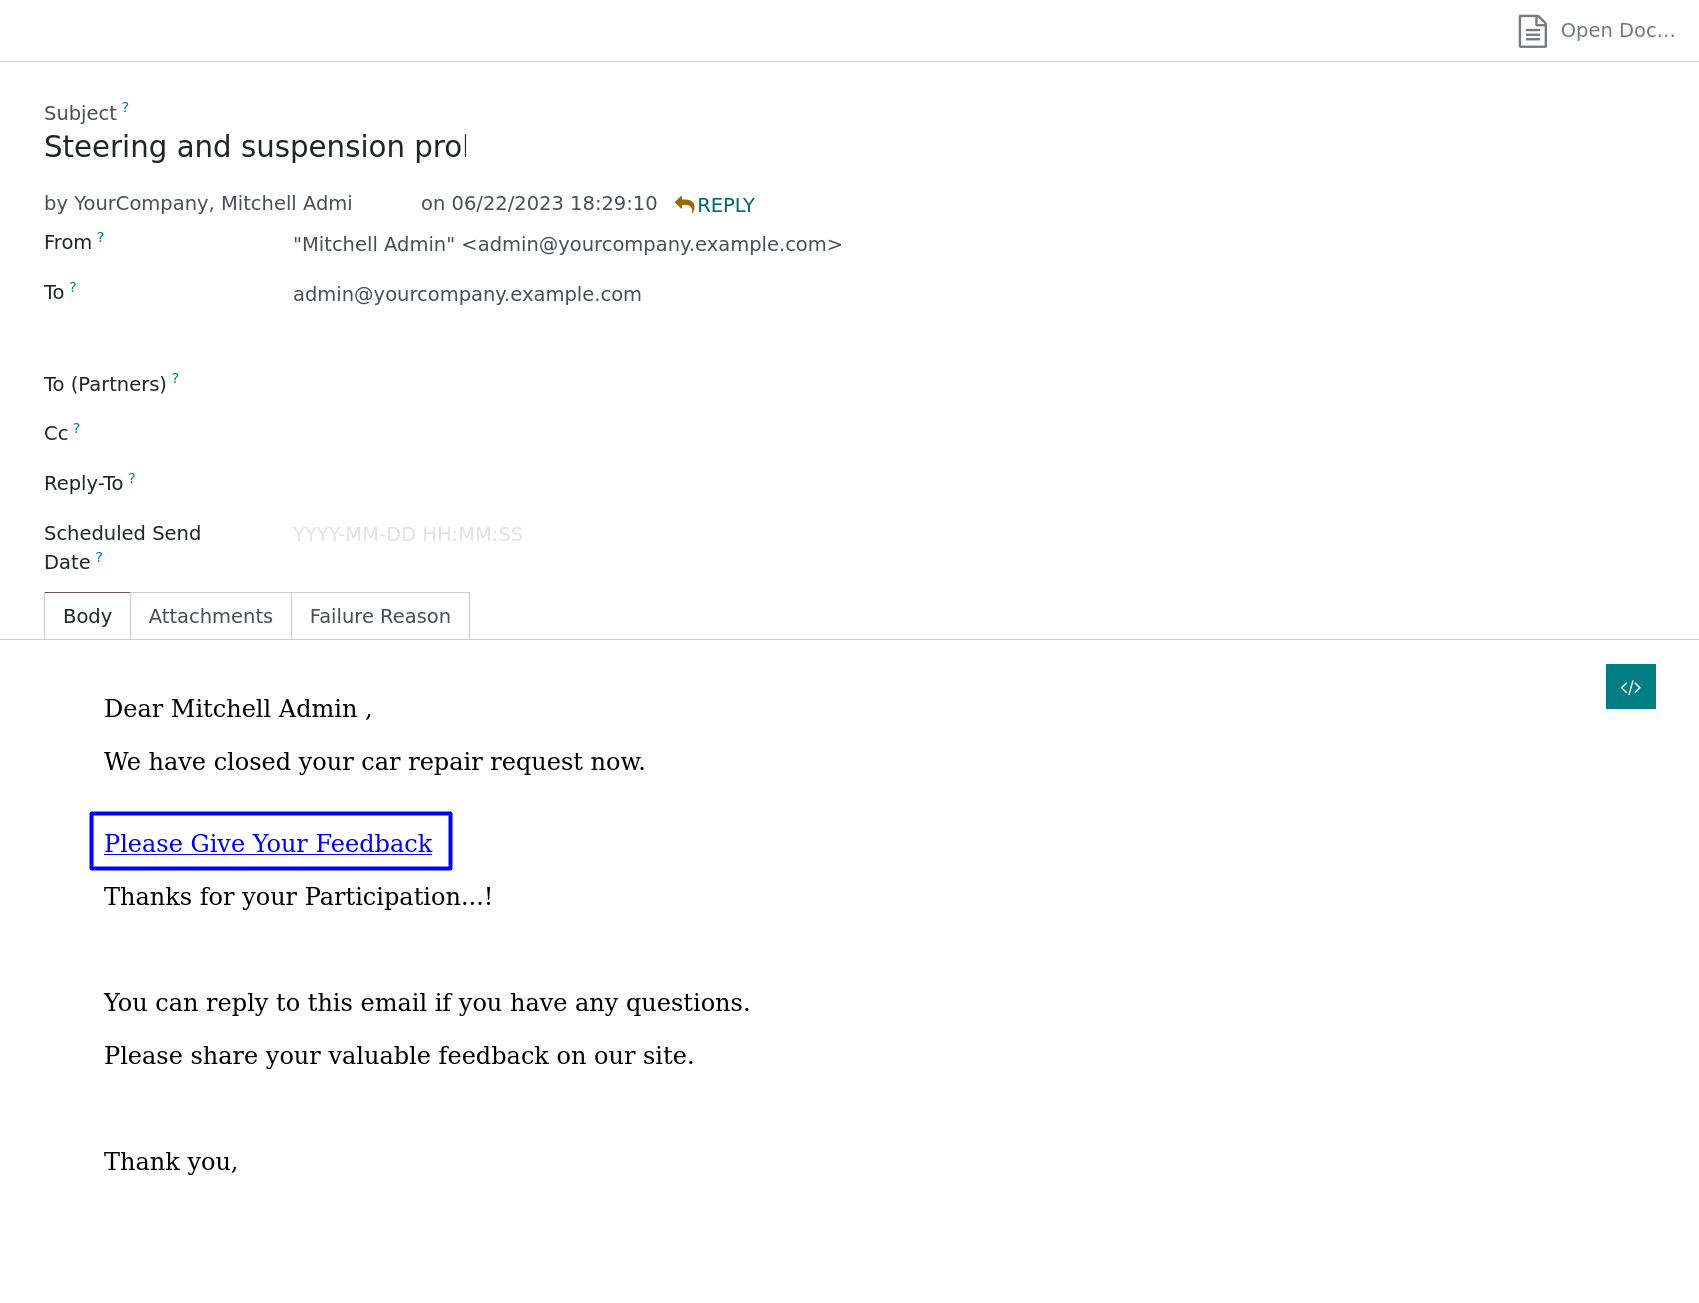 Open Doc...
Subject ?
Steering and suspension
by YourCompany, Mitchell Admi on 06/22/2023 18:29:10 REPLY
From ? "Mitchell Admin" <admin@yourcompany.example.com>
To ? admin@yourcompany.example.com
To (Partners) ?
Cc ?
Reply-To ?
Scheduled Send YYYY-MM-DD HH:MM:SS
Date ?
Body Attachments Failure Reason
</>
Dear Mitchell Admin ,
We have closed your car repair request now.
Please Give Your Feedback
Thanks for your Participation...!
You can reply to this email if you have any questions.
Please share your valuable feedback on our site.
Thank you,